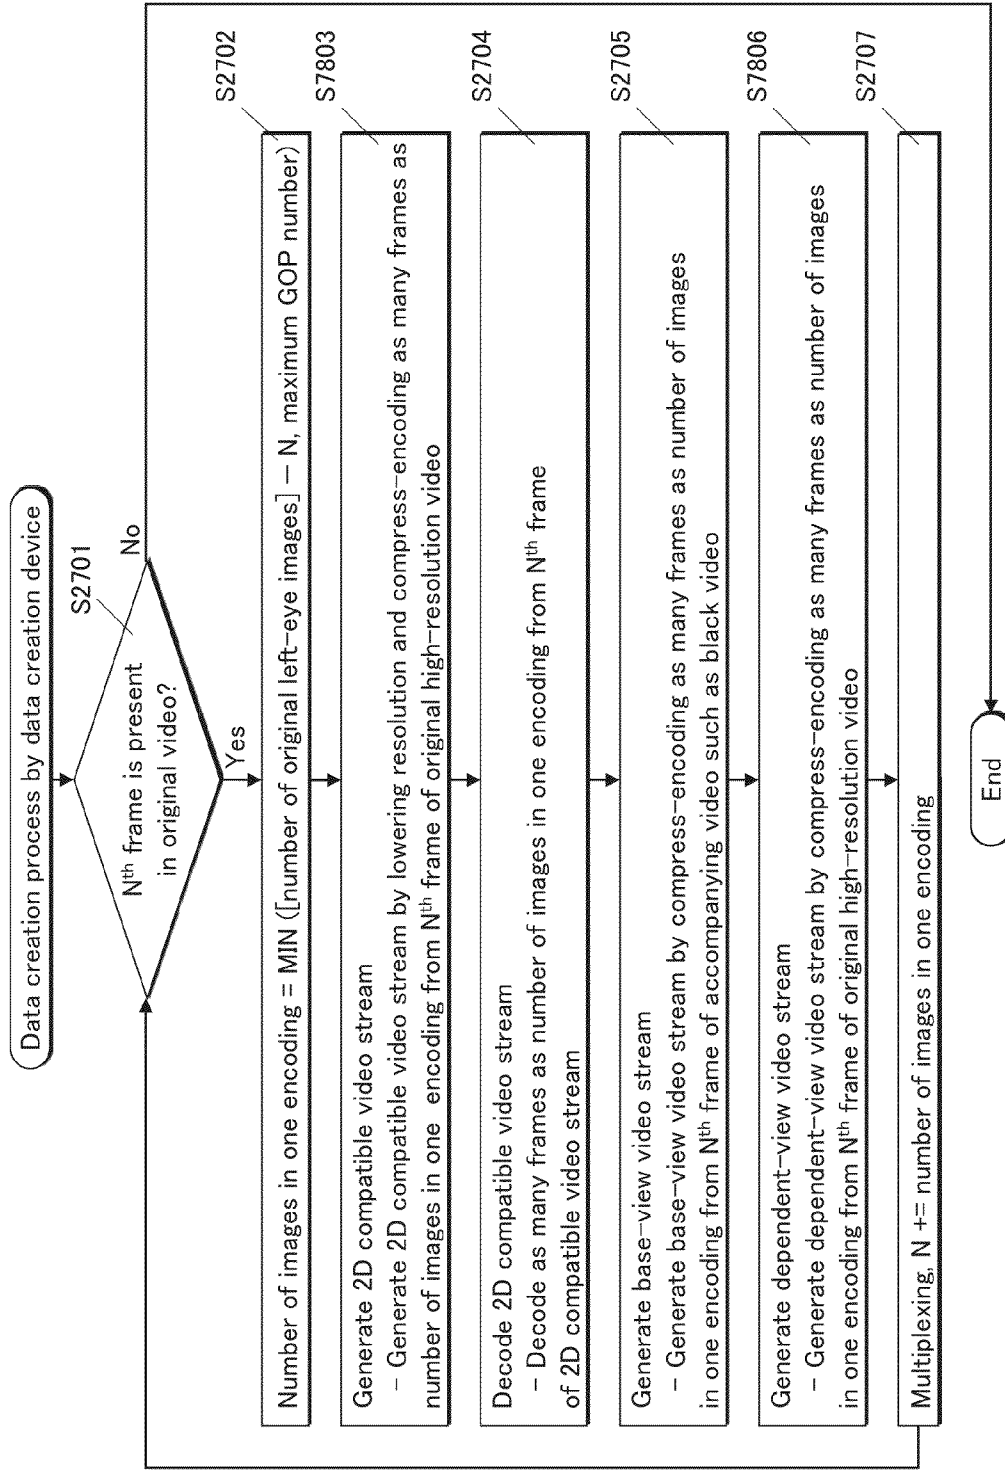 Data creation process by data creation device
S2701
Nth frame is present
in original video?
No
Yes
S2702
Number of images in one encoding = MIN ([number of original left-eye images] − N, maximum GOP number)
S7803
Generate 2D compatible video stream
− Generate 2D compatible video stream by lowering resolution and compress-encoding as many frames as
number of images in one encoding from Nth frame of original high-resolution video
S2704
Decode 2D compatible video stream
− Decode as many frames as number of images in one encoding from Nth frame
of 2D compatible video stream
S2705
Generate base-view video stream
− Generate base-view video stream by compress-encoding as many frames as number of images
in one encoding from Nth frame of accompanying video such as black video
S7806
Generate dependent-view video stream
− Generate dependent-view video stream by compress-encoding as many frames as number of images
in one encoding from Nth frame of original high-resolution video
S2707
Multiplexing, N += number of images in one encoding
End